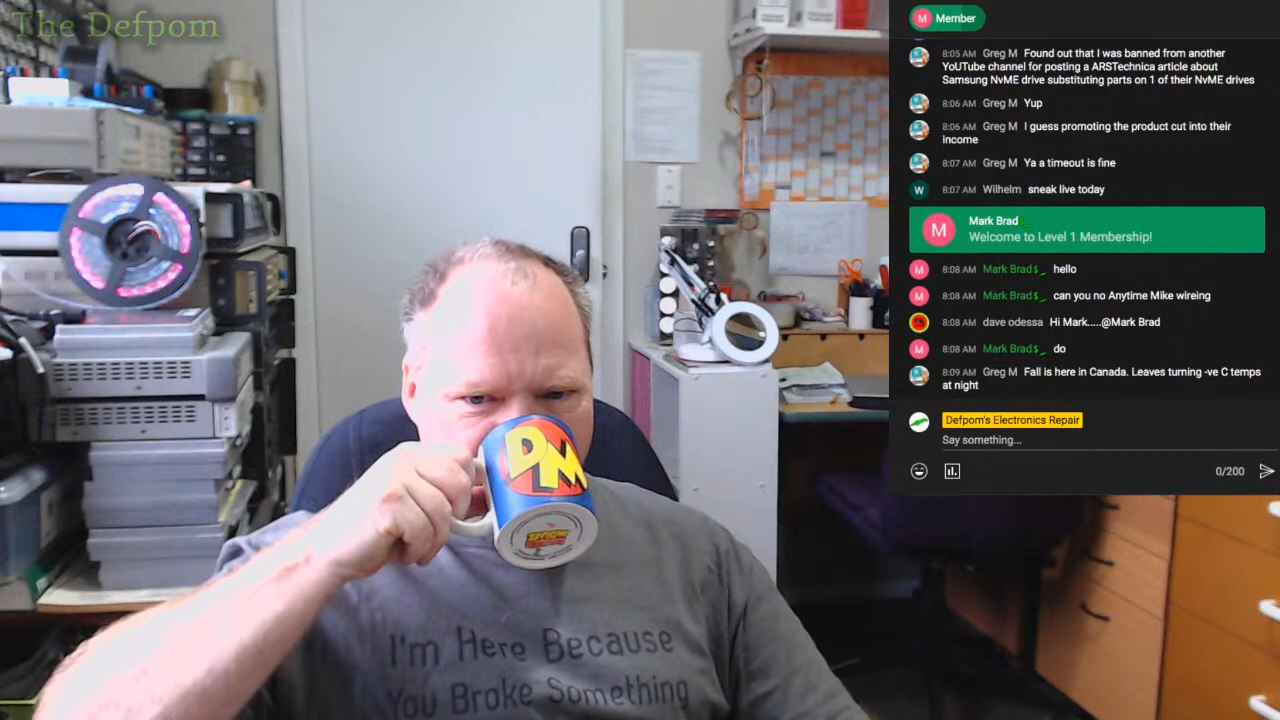 The Defpom
DM
I'm Here Because
You Broke Something
M Member
8:05 AM Greg M Found out that I was banned from another
YouTube channel for posting a ARSTechnica article about
Samsung NvME drive substituting parts on 1 of their NvME drives
8:06 AM Greg M Yup
8:06 AM Greg M I guess promoting the product cut into their
income
8:07 AM Greg M Ya a timeout is fine
W 8:07 AM Wilhelm sneak live today
M Mark Brad
Welcome to Level 1 Membership!
M 8:08 AM Mark Brad hello
M 8:08 AM Mark Brad can you no Anytime Mike wireing
8:08 AM dave odessa Hi Mark....@Mark Brad
M 8:08 AM Mark Brad do
8:09 AM Greg M Fall is here in Canada. Leaves turning -ve C temps
at night
Defpom's Electronics Repair
Say something...
0/200